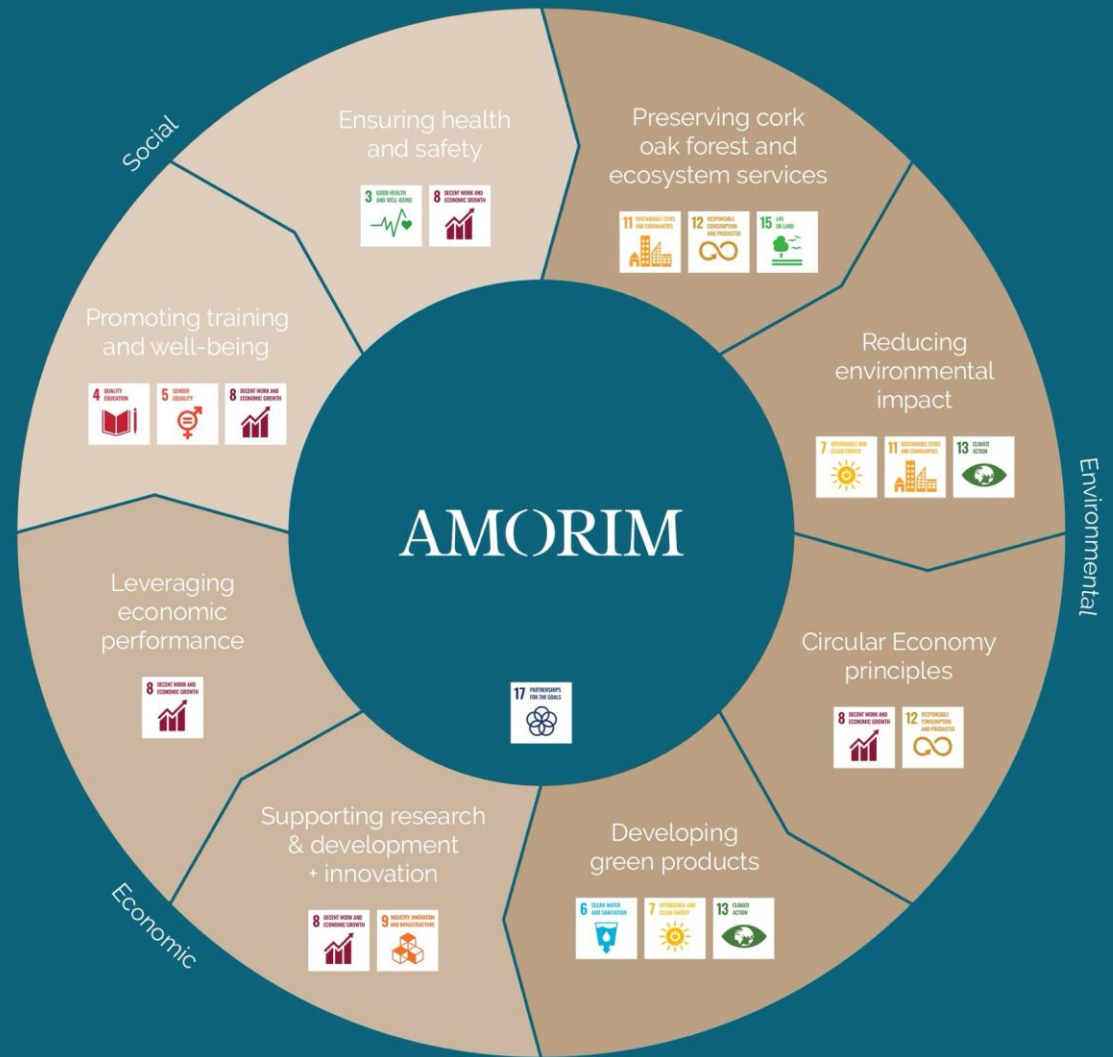 Social
Ensuring health
and safety
3 GOOD HEALTH
AND WELL-BEING
8 DECENT WORK AND
ECONOMIC GROWTH
Preserving cork
oak forest and
ecosystem services
11 SUSTAINABLE CITIES
AND COMMUNITIES
12 RESPONSIBLE
CONSUMPTION
AND PRODUCTIO
15 LIFE
ON LAND
Promoting training
and well-being
4 QUALITY
EDUCATION
5 GENDER
EQUALITY
8 DECENT WORK AND
ECONOMIC GROWTH
Reducing
environmental
impact
7 AFFORDABLE AND
CLEAN ENERGY
11 SUSTAINABLE CITIES
AND COMMUNITIES
13 CLIMATE
ACTION
Environmental
AMORIM
Leveraging
economic
performance
8 DECENT WORK AND
ECONOMIC GROWTH
17 PARTNERSHIPS
FOR THE GOALS
Circular Economy
principles
8 DECENT WORK AND
ECONOMIC GROWTH
12 RESPONSIBLE
CONSUMPTION
AND PRODUCTIO
Economic
Supporting research
& development
+ innovation
8 DECENT WORK AND
ECONOMIC GROWTH
9 INDUSTRY, INNOVATION
AND INFRASTRUCTURE
Developing
green products
6 CLEAN WATER
AND SANITATION
7 AFFORDABLE AND
CLEAN ENERGY
13 CLIMATE
ACTION